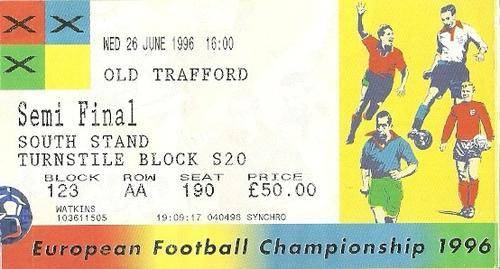 WED 26 JUNE 1996 16:00
OLD TRAFFORD
Semi Final
SOUTH STAND
TURNSTILE BLOCK S20
BLOCK ROW SEAT PRICE
123 AA 190 £50.00
WATKINS
103611505 19:09:17 040496 SYNCHRO
European Football Championship 1996